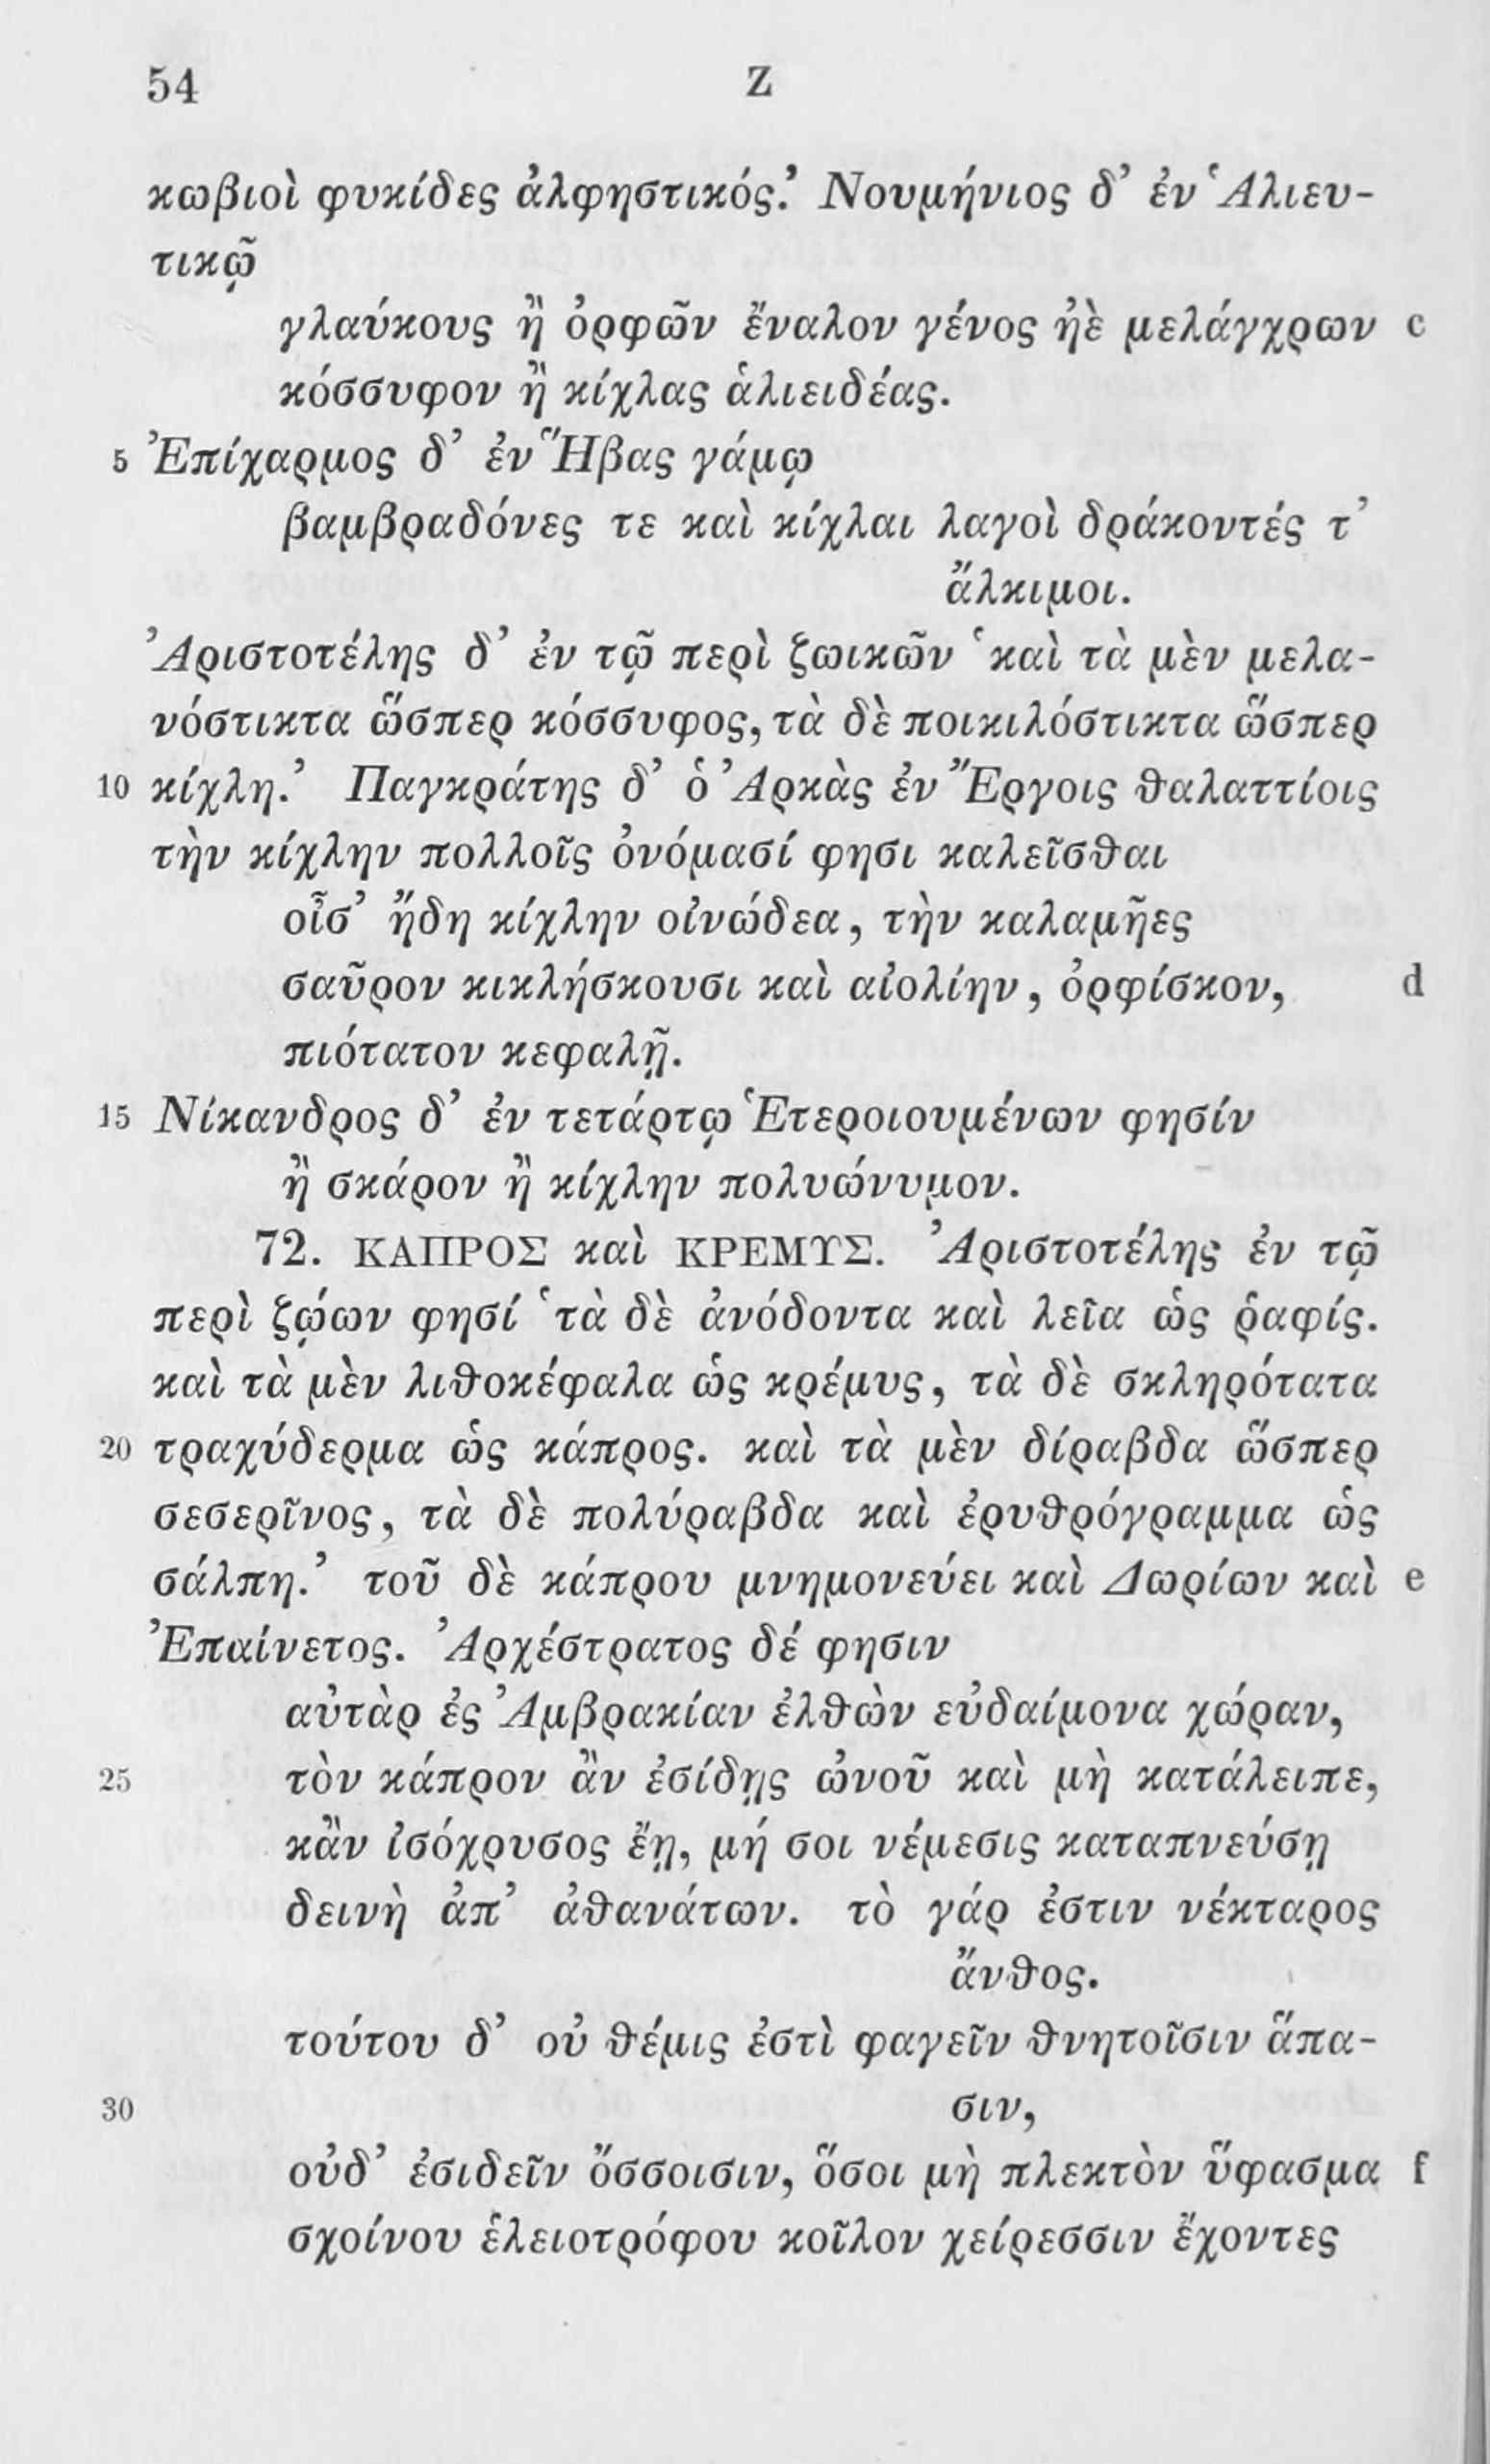 54 Z
κωβιοὶ φυκίδες ἀλφηστικός.’ Νουμήνιος δ’ ἐν Ἁλιευ-
τικῷ
γλαύκους ἢ ὀρφῶν ἔναλον γένος ἠὲ μελάγχρων c
κόσσυφον ἢ κίχλας ἁλιειδέας.
5 Ἐπίχαρμος δ’ ἐν Ἥβας γάμῳ
βαμβραδόνες τε καὶ κίχλαι λαγοὶ δράκοντές τ’
ἄλκιμοι.
Ἀριστοτέλης δ’ ἐν τῷ περὶ ζωικῶν ‘καὶ τὰ μὲν μελα-
νόστικτα ὥσπερ κόσσυφος, τὰ δὲ ποικιλόστικτα ὥσπερ
10 κίχλη.’ Παγκράτης δ’ ὁ Ἀρκὰς ἐν Ἔργοις θαλαττίοις
τὴν κίχλην πολλοῖς ὀνόμασί φησι καλεῖσθαι
οἷσ’ ἤδη κίχλην οἰνώδεα, τὴν καλαμῆες
σαῦρον κικλήσκουσι καὶ αἰολίην, ὀρφίσκον, d
πιότατον κεφαλῇ.
15 Νίκανδρος δ’ ἐν τετάρτῳ Ἑτεροιουμένων φησίν
ἢ σκάρον ἢ κίχλην πολυώνυμον.
72. ΚΑΠΡΟΣ καὶ ΚΡΕΜΥΣ. Ἀριστοτέλης ἐν τῷ
περὶ ζῴων φησί ‘τὰ δὲ ἀνόδοντα καὶ λεῖα ὡς ῥαφίς.
καὶ τὰ μὲν λιθοκέφαλα ὡς κρέμυς, τὰ δὲ σκληρότατα
20 τραχύδερμα ὡς κάπρος. καὶ τὰ μὲν δίραβδα ὥσπερ
σεσερῖνος, τὰ δὲ πολύραβδα καὶ ἐρυθρόγραμμα ὡς
σάλπη.’ τοῦ δὲ κάπρου μνημονεύει καὶ Δωρίων καὶ e
Ἐπαίνετος. Ἀρχέστρατος δέ φησιν
αὐτὰρ ἐς Ἀμβρακίαν ἐλθὼν εὐδαίμονα χώραν,
25 τὸν κάπρον ἂν ἐσίδῃς ὠνοῦ καὶ μὴ κατάλειπε,
κἂν ἰσόχρυσος ἔῃ, μή σοι νέμεσις καταπνεύσῃ
δεινὴ ἀπ’ ἀθανάτων. τὸ γάρ ἐστιν νέκταρος
ἄνθος.
τούτου δ’ οὐ θέμις ἐστὶ φαγεῖν θνητοῖσιν ἅπα-
30 σιν,
οὐδ’ ἐσιδεῖν ὄσσοισιν, ὅσοι μὴ πλεκτὸν ὕφασμα f
σχοίνου ἑλειοτρόφου κοῖλον χείρεσσιν ἔχοντες